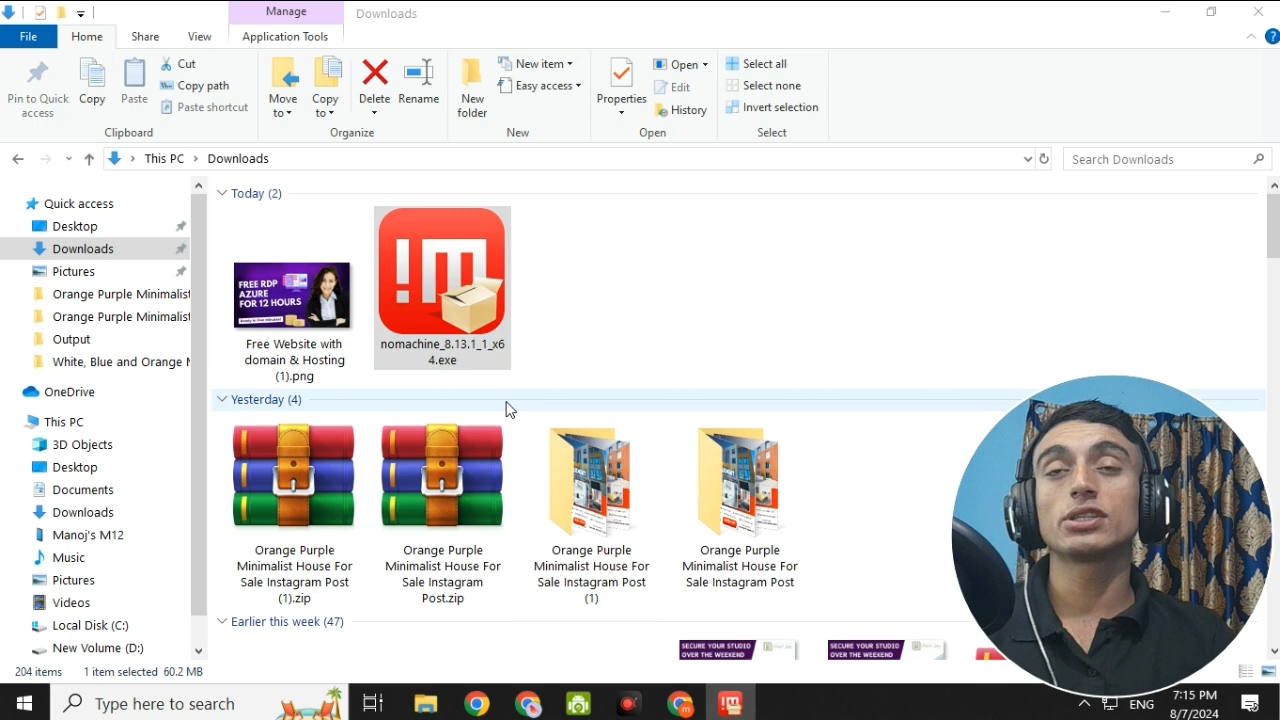 Manage
Downloads
File
Home
Share
View
Application Tools
Pin to Quick
access
Copy
Paste
Cut
Copy path
Paste shortcut
Clipboard
Move
to
Copy
to
Delete
Rename
Organize
New
folder
New item
Easy access
New
Properties
Open
Edit
History
Open
Select all
Select none
Invert selection
Select
This PC
Downloads
Search Downloads
Quick access
Desktop
Downloads
Pictures
Orange Purple Minimalist
Orange Purple Minimalist
Output
White, Blue and Orange
OneDrive
This PC
3D Objects
Desktop
Documents
Downloads
Manoj's M12
Music
Pictures
Videos
Local Disk (C:)
New Volume (D:)
Today (2)
FREE RDP
AZURE
FOR 12 HOURS
Free Website with
domain & Hosting
(1).png
!m
nomachine_8.13.1_1_x6
4.exe
Yesterday (4)
Orange Purple
Minimalist House For
Sale Instagram Post
(1).zip
Orange Purple
Minimalist House For
Sale Instagram
Post.zip
Orange Purple
Minimalist House For
Sale Instagram Post
(1)
Orange Purple
Minimalist House For
Sale Instagram Post
Earlier this week (47)
SECURE YOUR STUDIO
OVER THE WEEKEND
SECURE YOUR STUDIO
OVER THE WEEKEND
204 items
1 item selected 60.2 MB
Type here to search
ENG
7:15 PM
8/7/2024